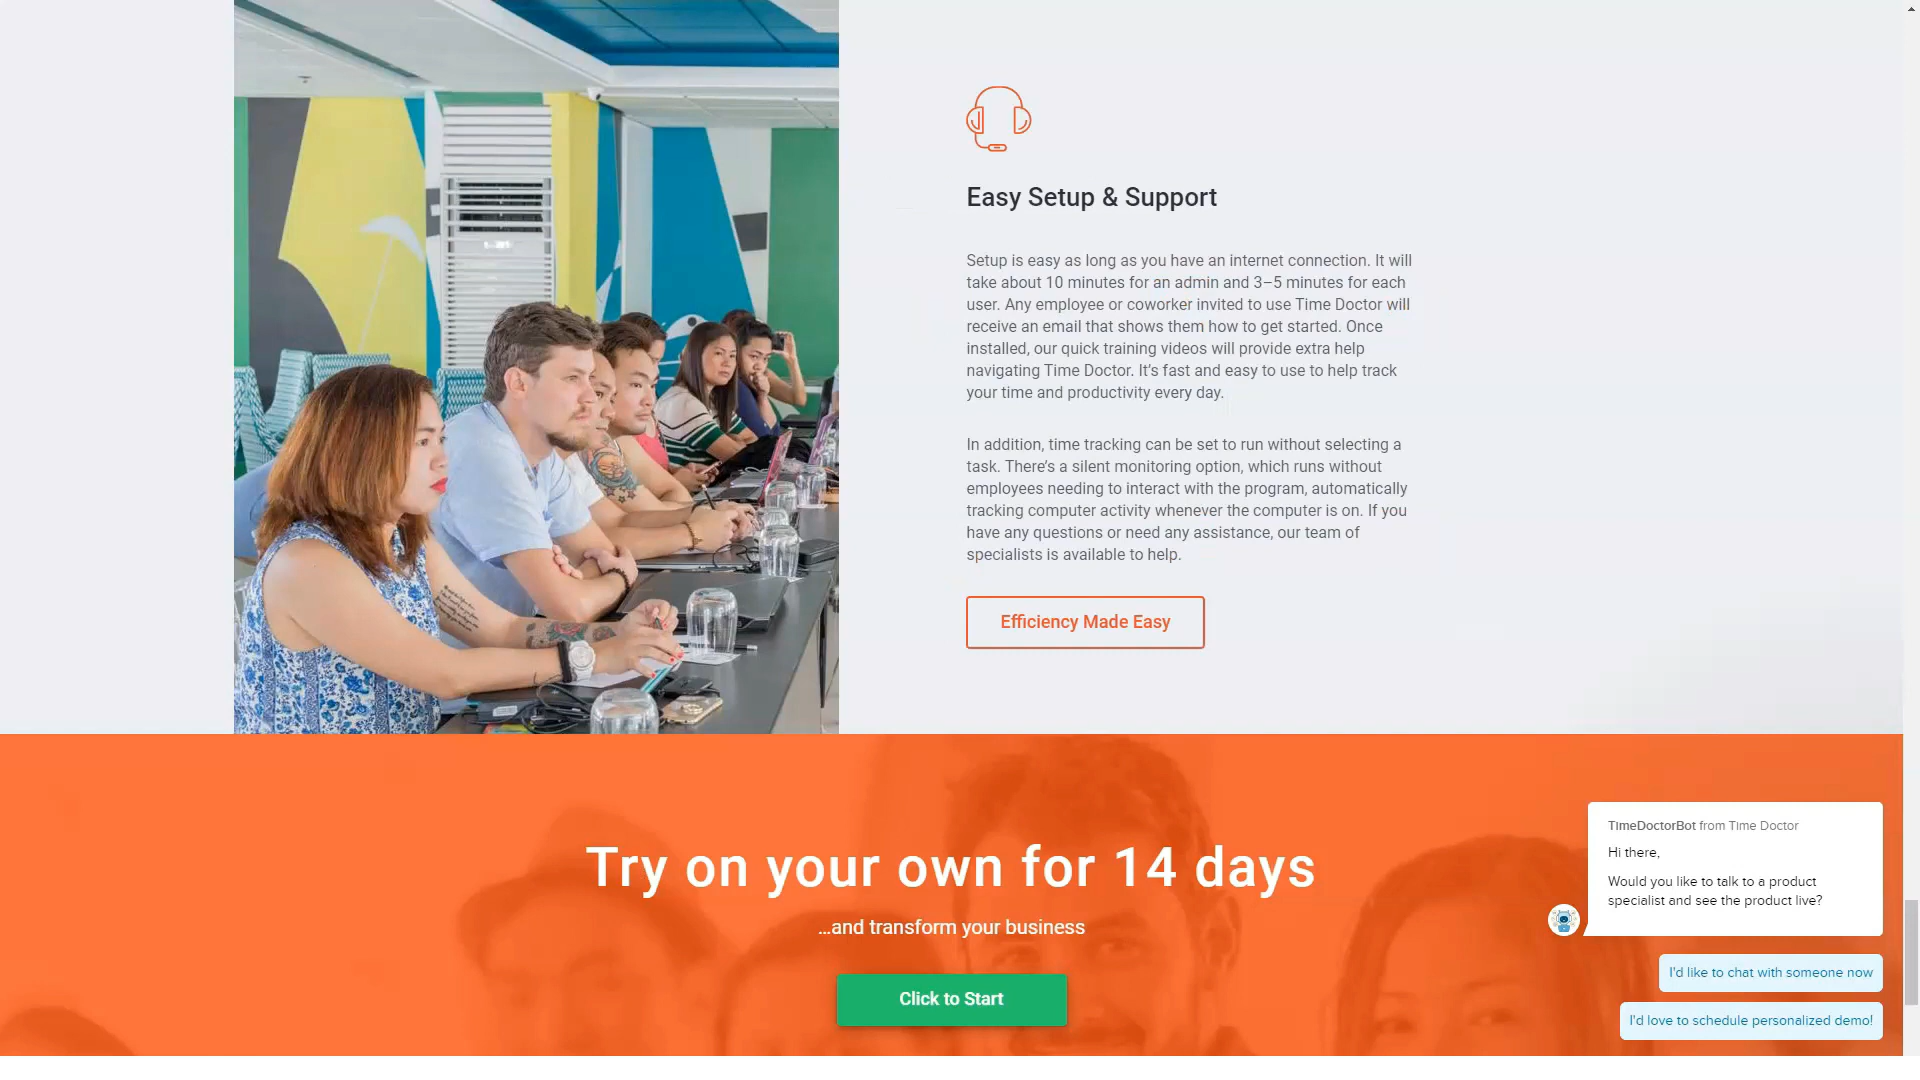 Easy Setup & Support
Setup is easy as long as you have an internet connection. It will
take about 10 minutes for an admin and 3–5 minutes for each
user. Any employee or coworker invited to use Time Doctor will
receive an email that shows them how to get started. Once
installed, our quick training videos will provide extra help
navigating Time Doctor. It's fast and easy to use to help track
your time and productivity every day.
In addition, time tracking can be set to run without selecting a
task. There's a silent monitoring option, which runs without
employees needing to interact with the program, automatically
tracking computer activity whenever the computer is on. If you
have any questions or need any assistance, our team of
specialists is available to help.
Efficiency Made Easy
Try on your own for 14 days
...and transform your business
Click to Start
TimeDoctorBot from Time Doctor
Hi there,
Would you like to talk to a product
specialist and see the product live?
I'd like to chat with someone now
I'd love to schedule personalized demo!